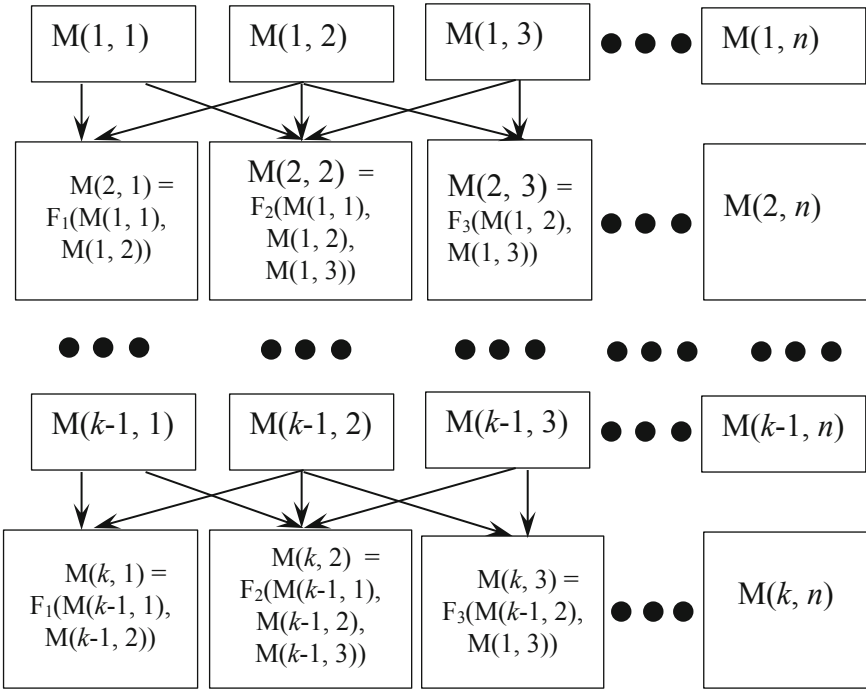 M(1, 1)
M(1, 2)
M(1, 3)
M(1, n)
M(2, 1) =
F₁(M(1, 1),
M(1, 2))
M(2, 2) =
F₂(M(1, 1),
M(1, 2),
M(1, 3))
M(2, 3) =
F₃(M(1, 2),
M(1, 3))
M(2, n)
M(k-1, 1)
M(k-1, 2)
M(k-1, 3)
M(k-1, n)
M(k, 1) =
F₁(M(k-1, 1),
M(k-1, 2))
M(k, 2) =
F₂(M(k-1, 1),
M(k-1, 2),
M(k-1, 3))
M(k, 3) =
F₃(M(k-1, 2),
M(1, 3))
M(k, n)